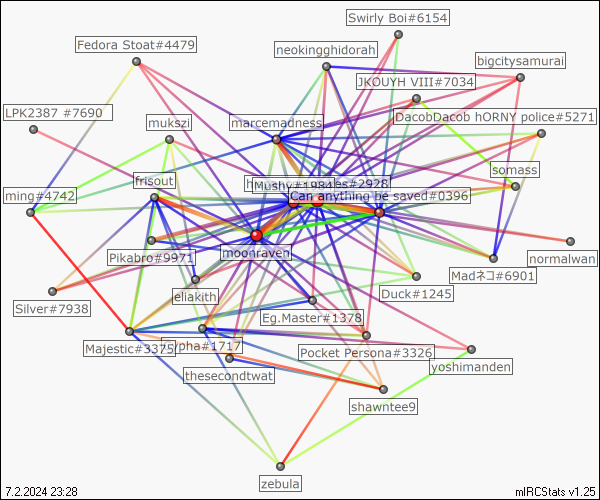 Swirly Boi#6154
Fedora Stoat#4479
neokingghidorah
bigcitysamurai
JKOUYH VIII#7034
LPK2387 #7690
DacobDacob hORNY police#5271
mukszi
marcemadness
somass
frisout
Mushy#1984
es#2928
ming#4742
Can anything be saved#0396
moonraven
Pikabro#9971
normalwan
Madネコ#6901
eliakith
Duck#1245
Silver#7938
Eg.Master#1378
Majestic#3375
pha#1717
Pocket Persona#3326
yoshimanden
thesecondtwat
shawntee9
zebula
7.2.2024 23:28
mIRCStats v1.25